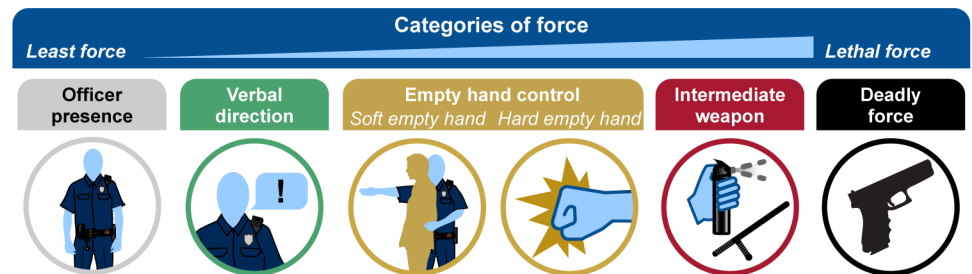 Categories of force
Least force
Lethal force
Officer
presence
Verbal
direction
Empty hand control
Soft empty hand Hard empty hand
Intermediate
weapon
Deadly
force
!